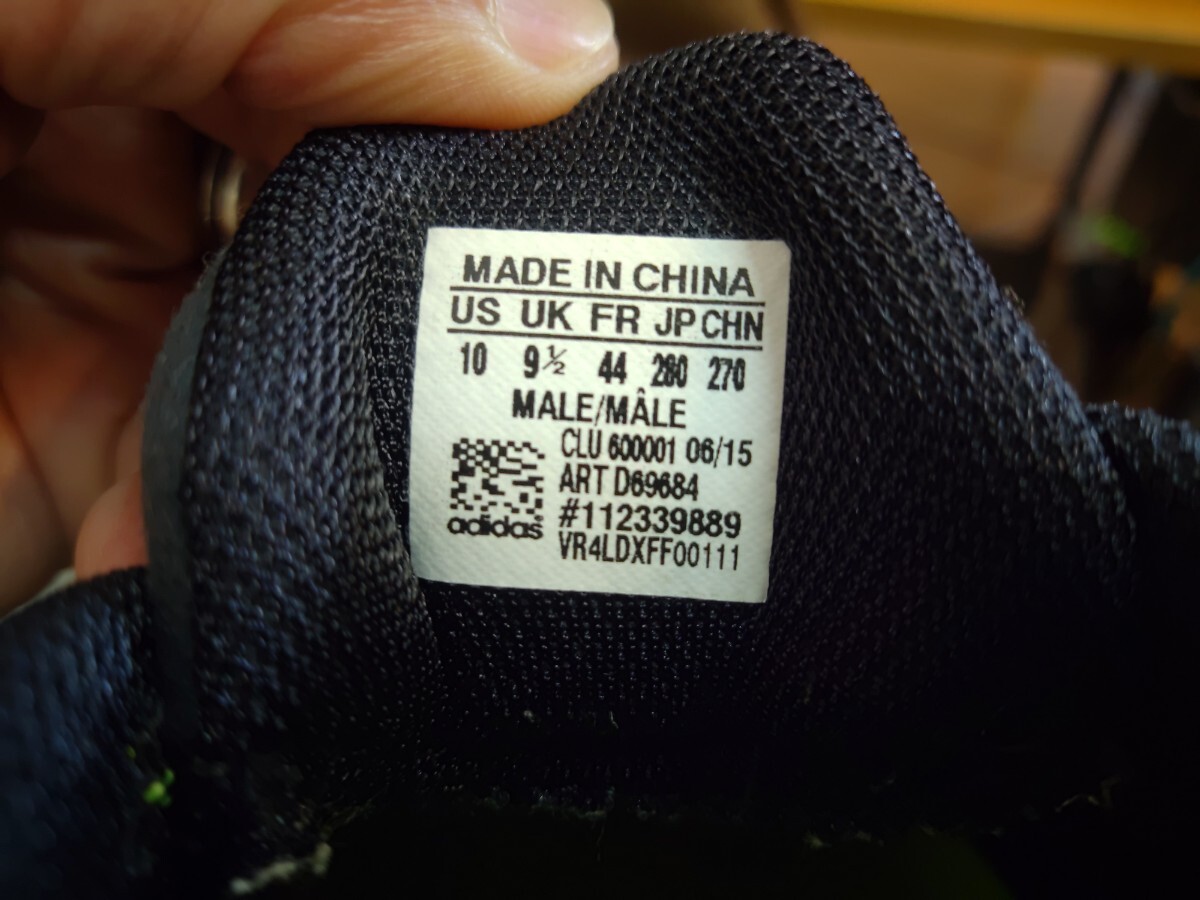 MADE IN CHINA
US UK FR JP CHN
10 9½ 44 280 270
MALE/MÂLE
CLU 600001 06/15
ART D69684
#112339889
adidas
VR4LDXFF00111